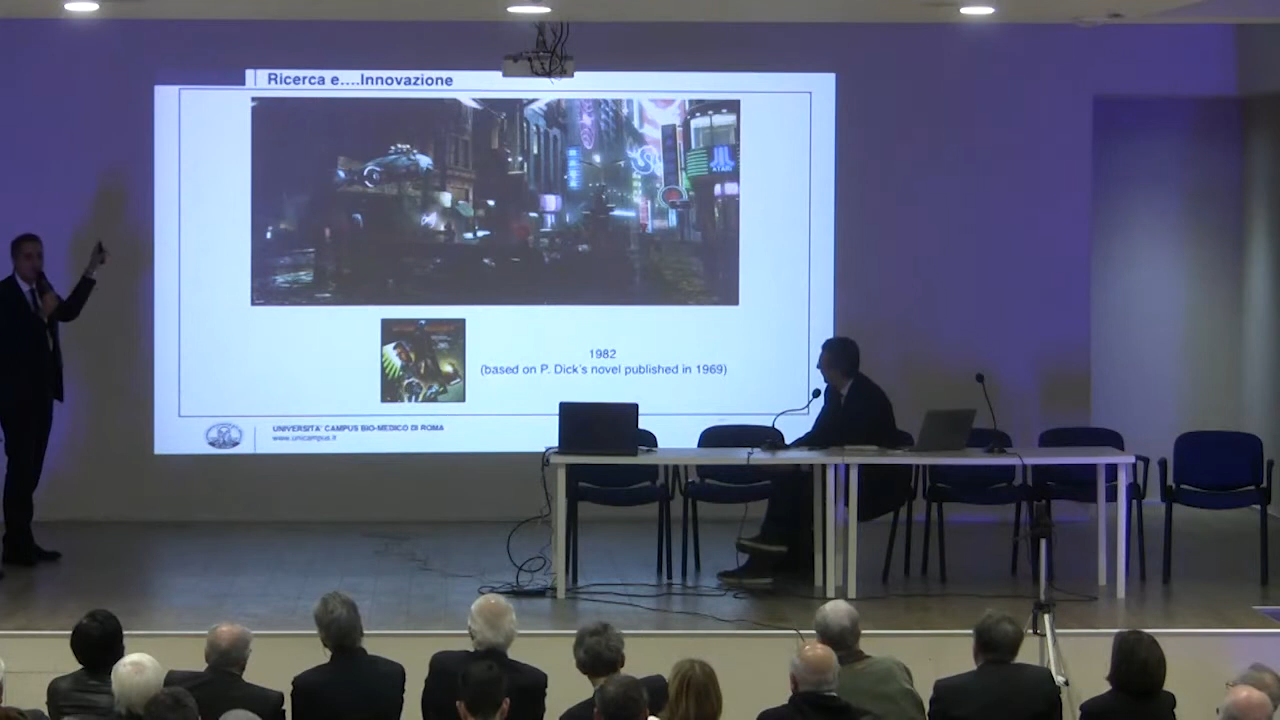 Ricerca e....Innovazione
ATARI
1982
(based on P. Dick's novel published in 1969)
UNIVERSITA' CAMPUS BIO-MEDICO DI ROMA
www.unicampus.it